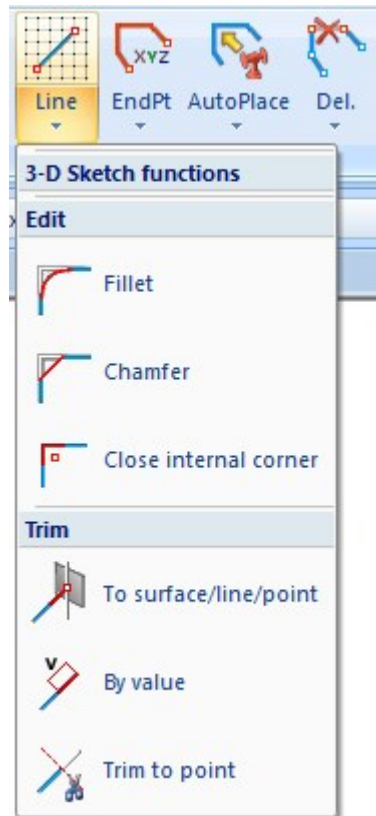 XYZ
Line EndPt AutoPlace Del.
3-D Sketch functions
Edit
Fillet
Chamfer
Close internal corner
Trim
To surface/line/point
V
By value
Trim to point